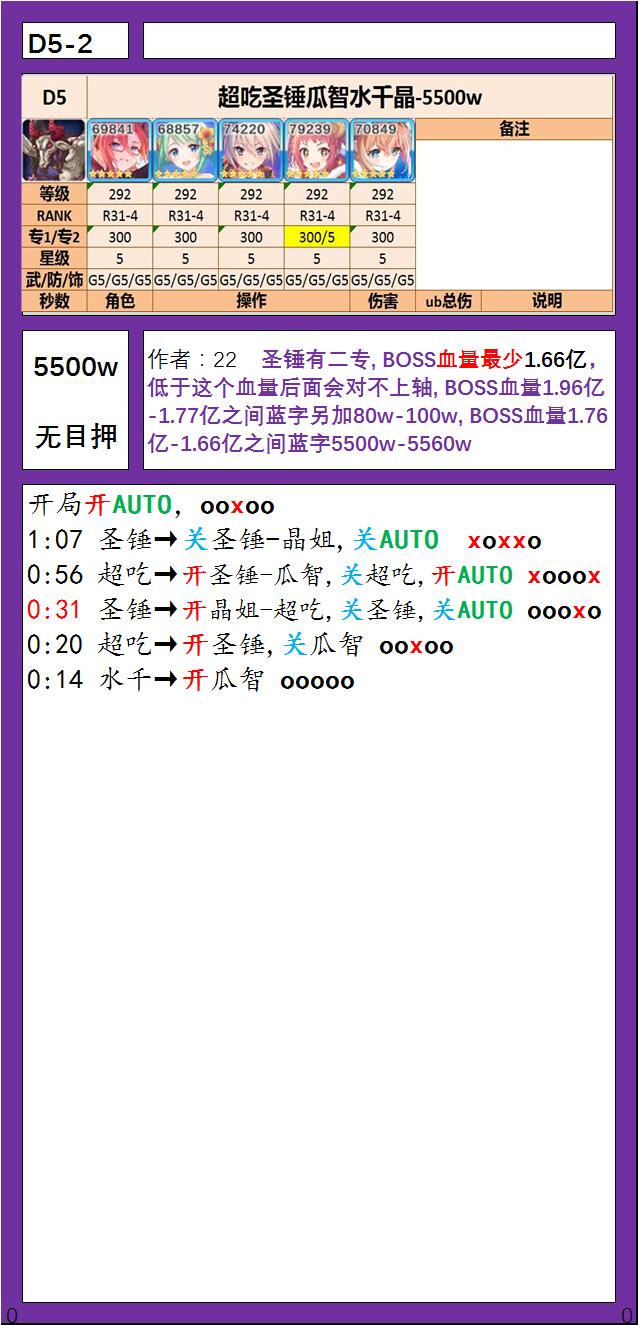 D5-2
D5 超吃圣锤瓜智水千晶-5500w
69841 68857 74220 79239 70849 备注
等级 292 292 292 292 292
RANK R31-4 R31-4 R31-4 R31-4 R31-4
专1/专2 300 300 300 300/5 300
星级 5 5 5 5 5
武/防/饰 G5/G5/G5 G5/G5/G5 G5/G5/G5 G5/G5/G5 G5/G5/G5
秒数 角色 操作 伤害 ub总伤 说明
5500w
无目押
作者：22 圣锤有二专, BOSS血量最少1.66亿，
低于这个血量后面会对不上轴, BOSS血量1.96亿
-1.77亿之间蓝字另加80w-100w, BOSS血量1.76
亿-1.66亿之间蓝字5500w-5560w
开局开AUTO，ooxoo
1:07 圣锤→关圣锤-晶姐,关AUTO xoxxo
0:56 超吃→开圣锤-瓜智,关超吃,开AUTO xooox
0:31 圣锤→开晶姐-超吃,关圣锤,关AUTO oooxo
0:20 超吃→开圣锤,关瓜智 ooxoo
0:14 水千→开瓜智 ooooo
0 0